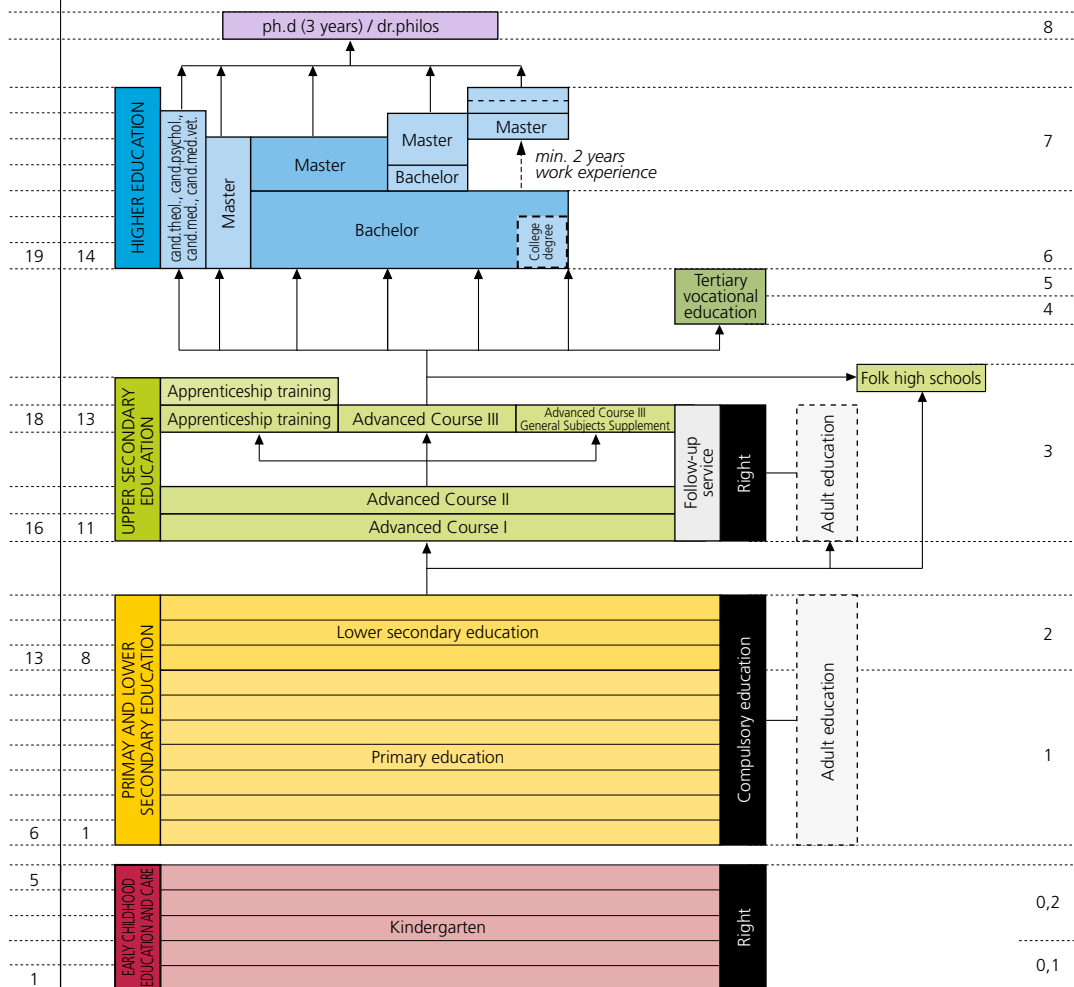 ph.d (3 years) / dr.philos
8
HIGHER EDUCATION
cand.theol., cand.psychol.,
cand.med., cand.med.vet.
Master
Master
Master
Bachelor
Master
min. 2 years
work experience
7
Bachelor
College
degree
19
14
6
Tertiary
vocational
education
5
4
Folk high schools
UPPER SECONDARY
EDUCATION
Apprenticeship training
18
13
Apprenticeship training
Advanced Course III
Advanced Course III
General Subjects Supplement
Follow-up
service
Right
Adult education
3
Advanced Course II
16
11
Advanced Course I
PRIMAY AND LOWER
SECONDARY EDUCATION
Lower secondary education
2
13
8
Compulsory education
Adult education
Primary education
1
6
1
EARLY CHILDHOOD
EDUCATION AND CARE
5
0,2
Kindergarten
Right
0,1
1